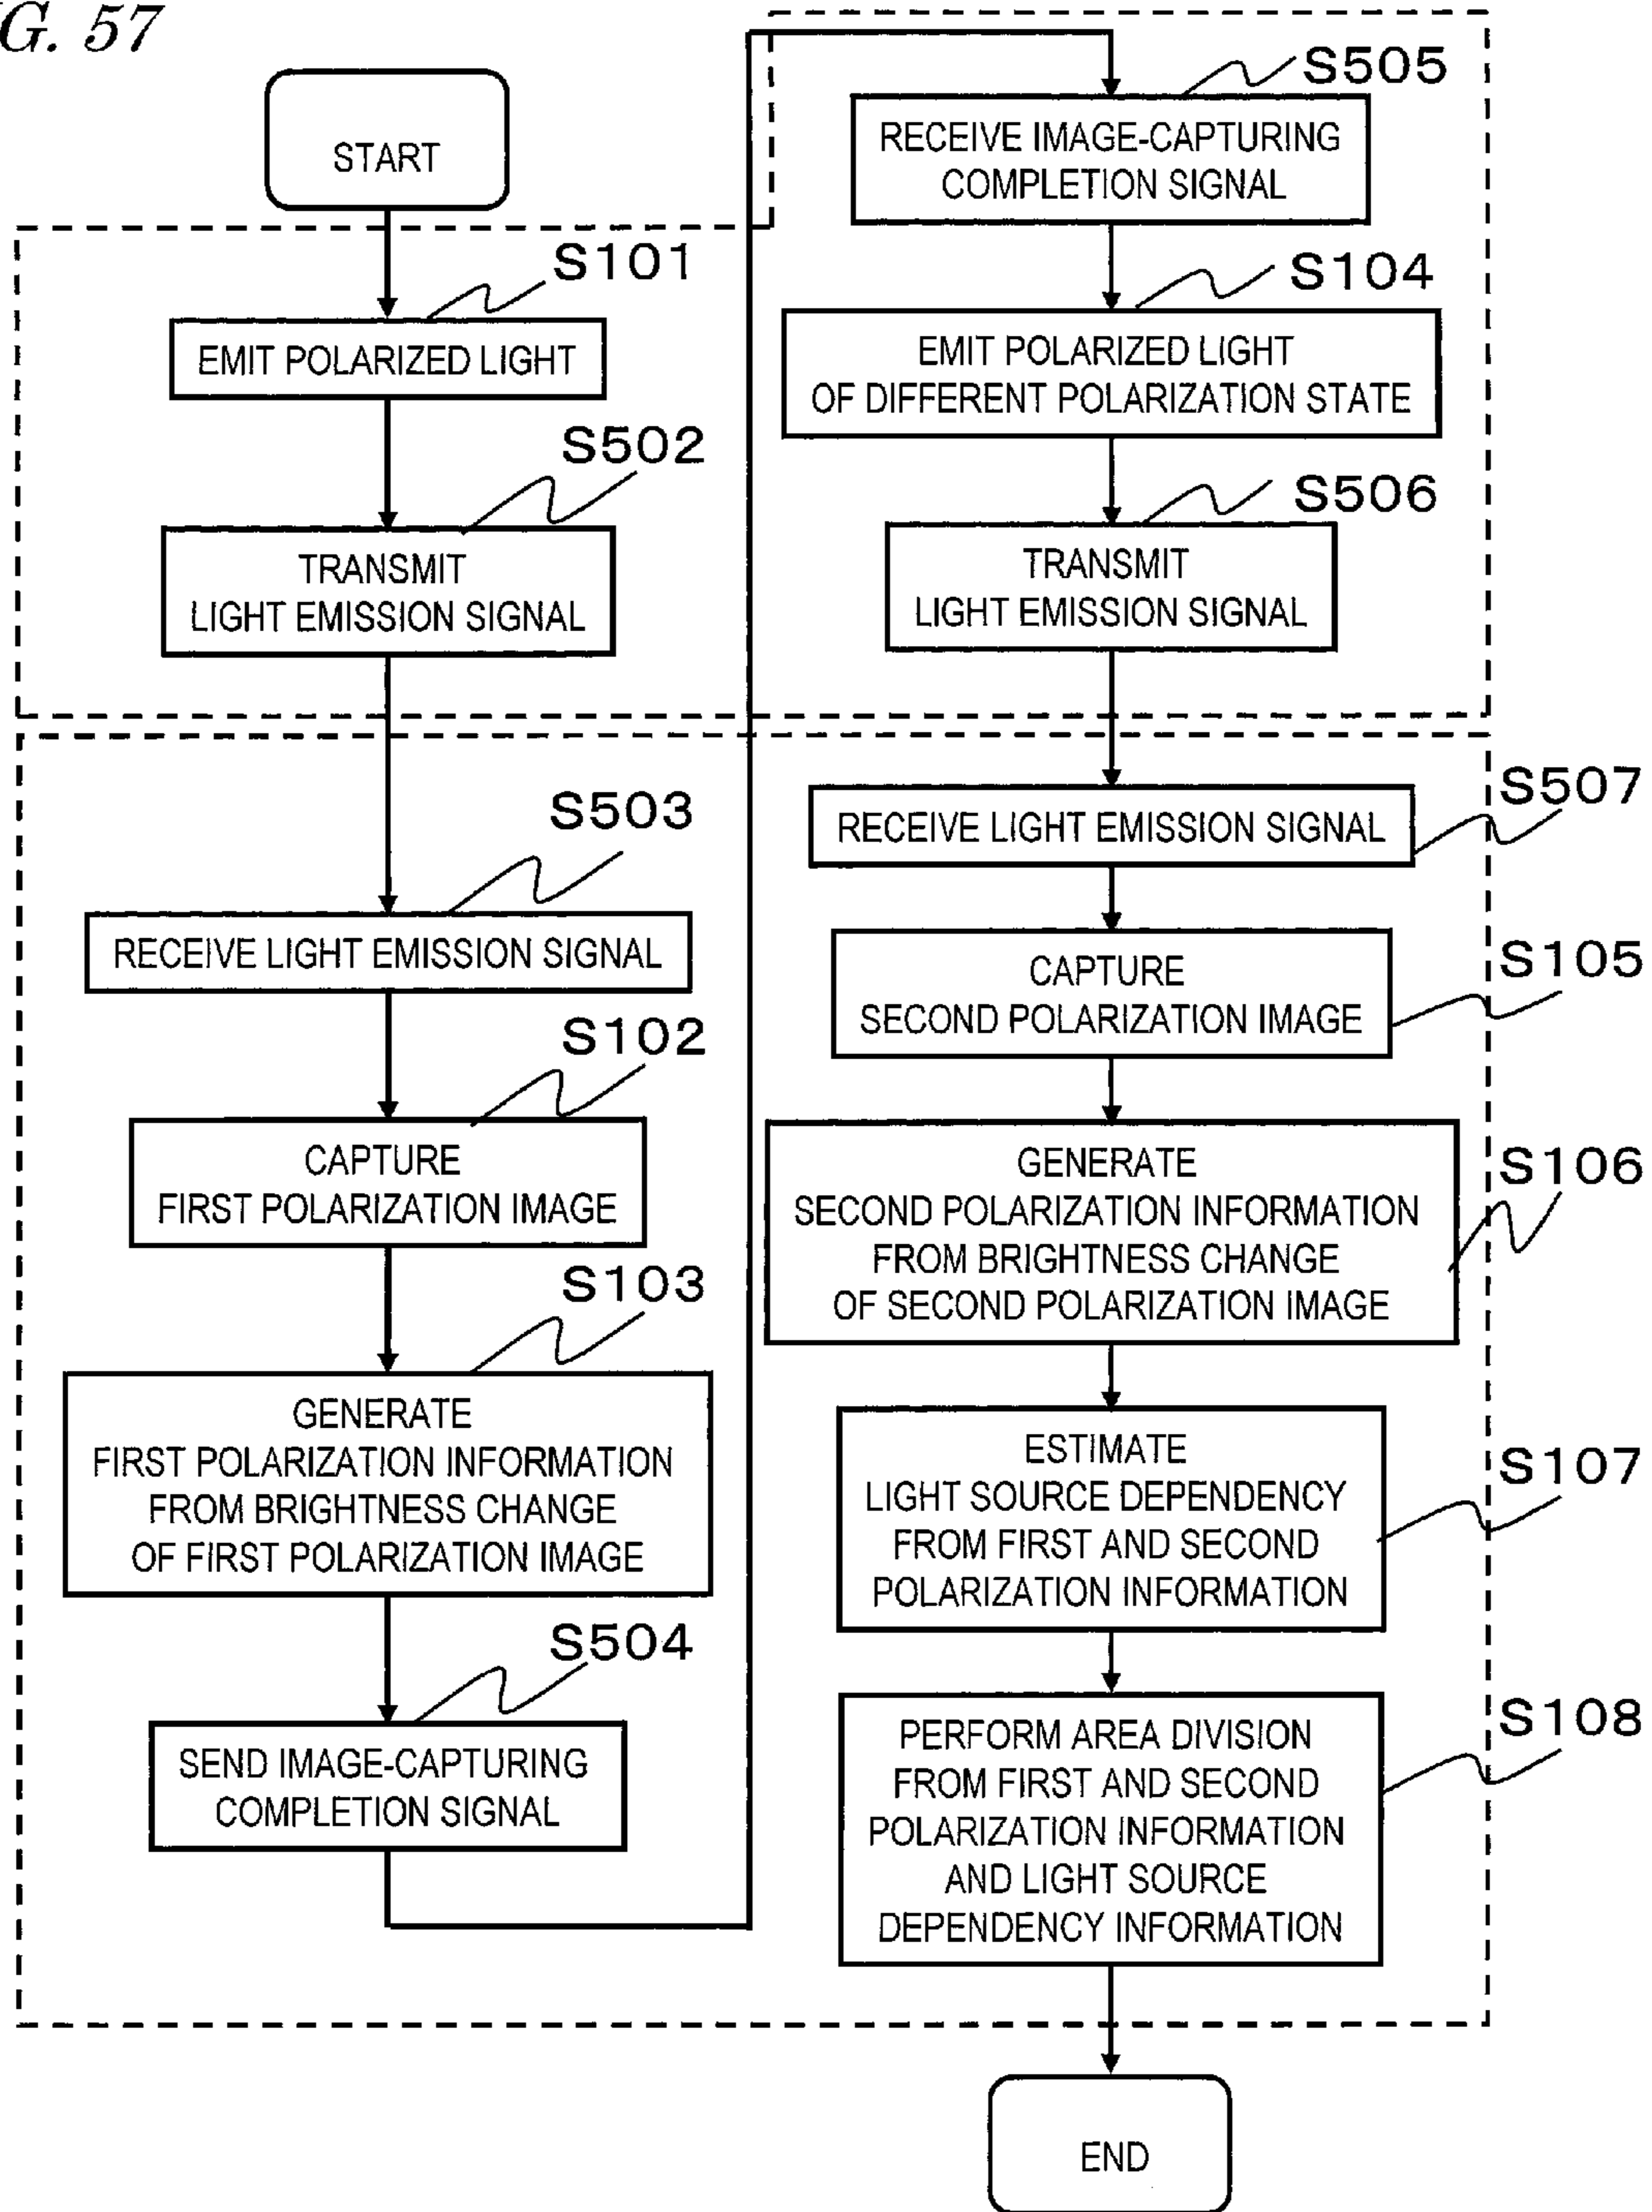 G. 57
START
S101
EMIT POLARIZED LIGHT
S502
TRANSMIT
LIGHT EMISSION SIGNAL
S503
RECEIVE LIGHT EMISSION SIGNAL
S102
CAPTURE
FIRST POLARIZATION IMAGE
S103
GENERATE
FIRST POLARIZATION INFORMATION
FROM BRIGHTNESS CHANGE
OF FIRST POLARIZATION IMAGE
S504
SEND IMAGE-CAPTURING
COMPLETION SIGNAL
S505
RECEIVE IMAGE-CAPTURING
COMPLETION SIGNAL
S104
EMIT POLARIZED LIGHT
OF DIFFERENT POLARIZATION STATE
S506
TRANSMIT
LIGHT EMISSION SIGNAL
S507
RECEIVE LIGHT EMISSION SIGNAL
S105
CAPTURE
SECOND POLARIZATION IMAGE
S106
GENERATE
SECOND POLARIZATION INFORMATION
FROM BRIGHTNESS CHANGE
OF SECOND POLARIZATION IMAGE
S107
ESTIMATE
LIGHT SOURCE DEPENDENCY
FROM FIRST AND SECOND
POLARIZATION INFORMATION
S108
PERFORM AREA DIVISION
FROM FIRST AND SECOND
POLARIZATION INFORMATION
AND LIGHT SOURCE
DEPENDENCY INFORMATION
END